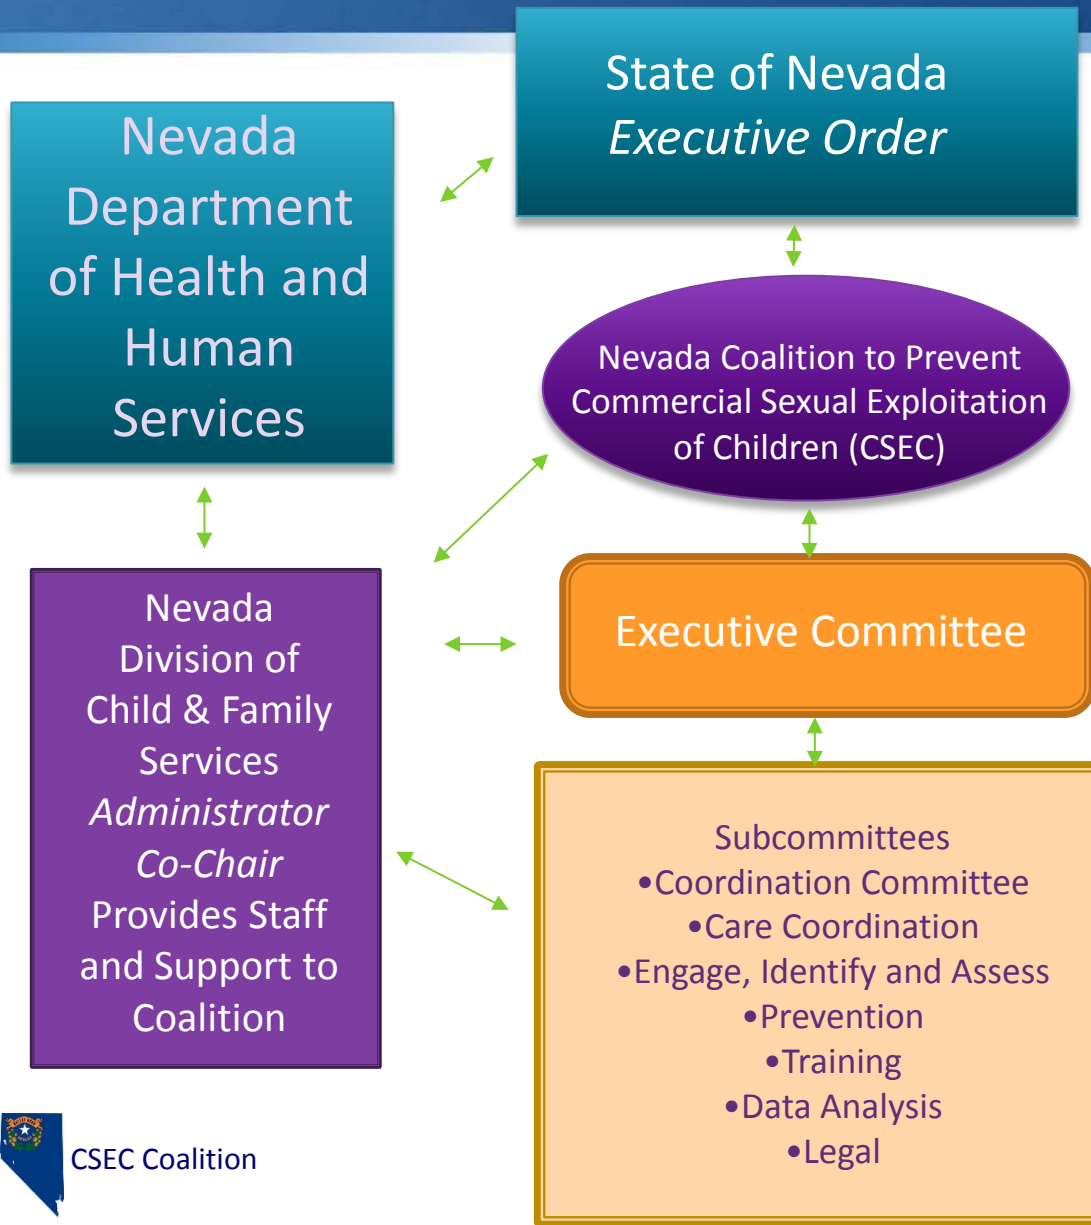 State of Nevada
Executive Order
Nevada
Department
of Health and
Human
Services
Nevada Coalition to Prevent
Commercial Sexual Exploitation
of Children (CSEC)
Nevada
Division of
Child & Family
Services
Administrator
Co-Chair
Provides Staff
and Support to
Coalition
Executive Committee
Subcommittees
•Coordination Committee
•Care Coordination
•Engage, Identify and Assess
•Prevention
•Training
•Data Analysis
•Legal
CSEC Coalition